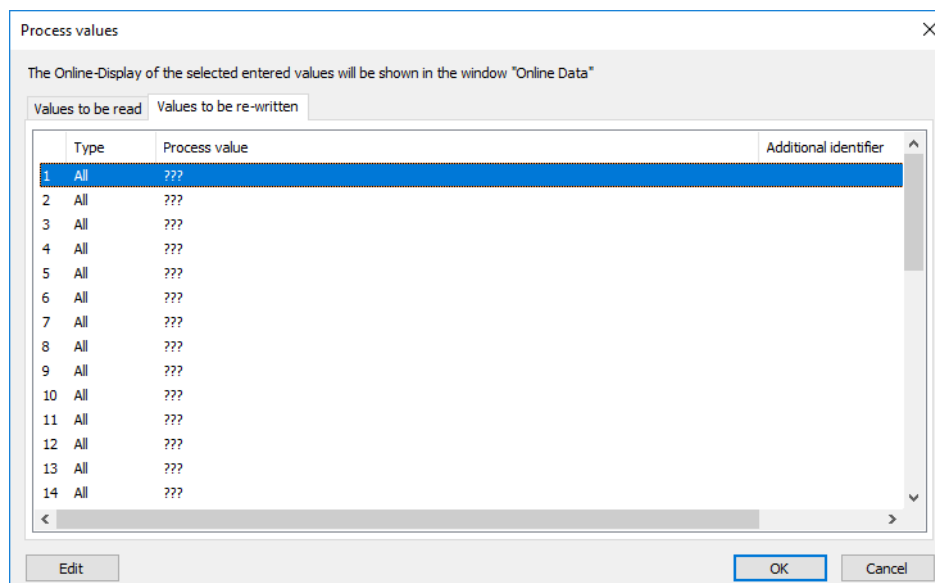 Process values
The Online-Display of the selected entered values will be shown in the window "Online Data"
Values to be read Values to be re-written
Type Process value Additional identifier
1 All ???
2 All ???
3 All ???
4 All ???
5 All ???
6 All ???
7 All ???
8 All ???
9 All ???
10 All ???
11 All ???
12 All ???
13 All ???
14 All ???
Edit OK Cancel